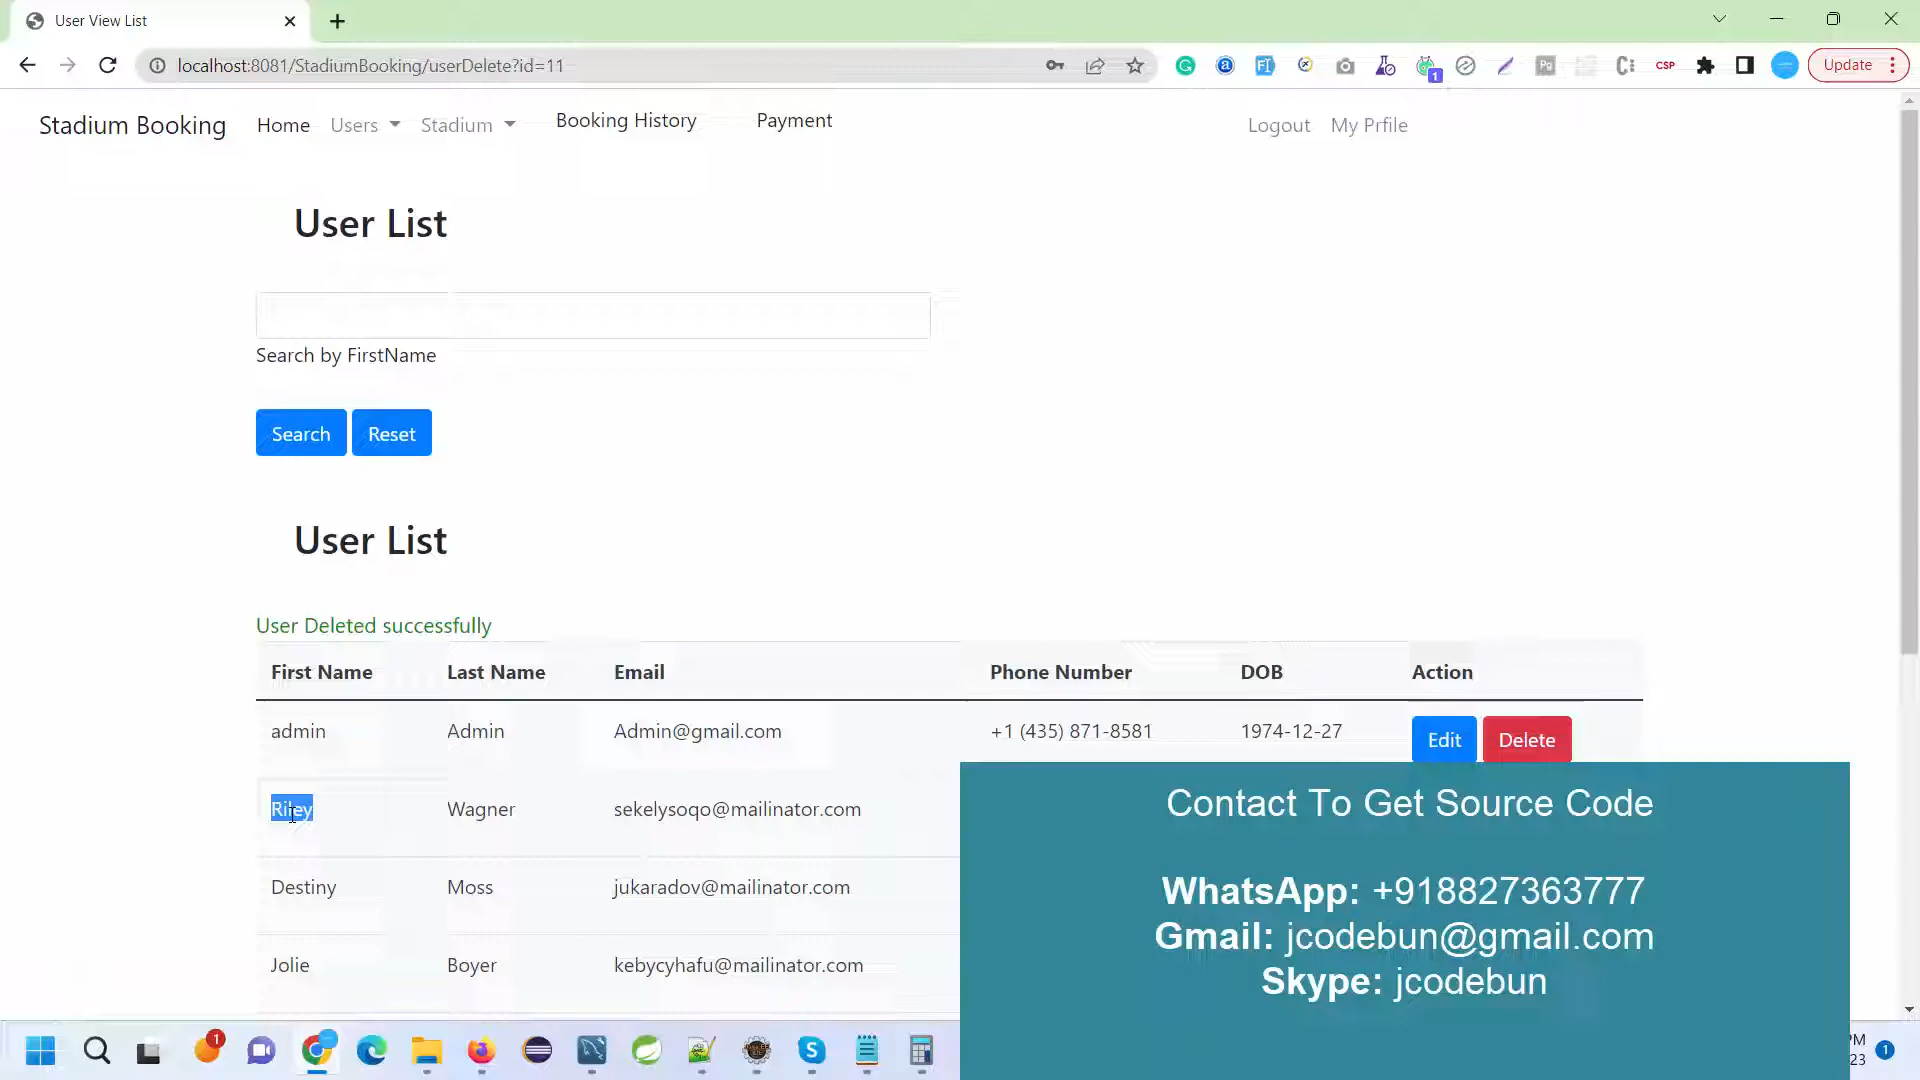 User View List
localhost:8081/StadiumBooking/userDelete?id=11
Update
Stadium Booking Home Users Stadium Booking History Payment Logout My Prfile
User List
Search by FirstName
Search Reset
User List
User Deleted successfully
First Name Last Name Email Phone Number DOB Action
admin Admin Admin@gmail.com +1 (435) 871-8581 1974-12-27 Edit Delete
Riley Wagner sekelysoqo@mailinator.com
Destiny Moss jukaradov@mailinator.com
Jolie Boyer kebycyhafu@mailinator.com
Contact To Get Source Code
WhatsApp: +918827363777
Gmail: jcodebun@gmail.com
Skype: jcodebun
PM
23